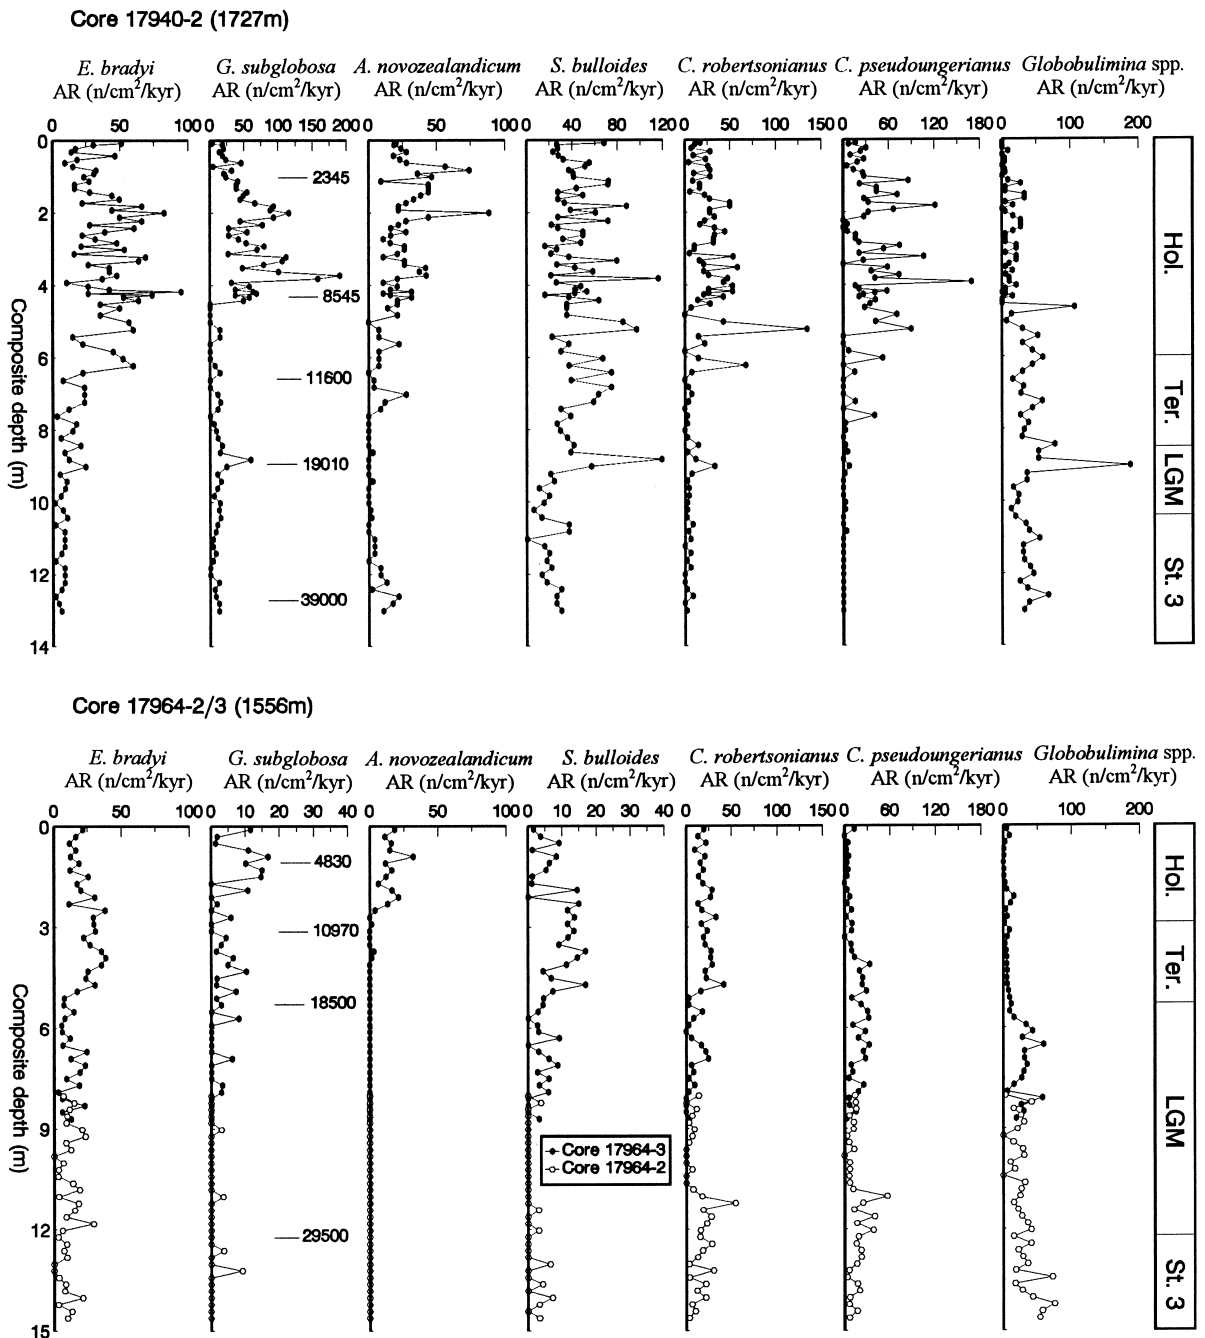 Core 17940-2 (1727m)
E. bradyi G. subglobosa A. novozealandicum S. bulloides C. robertsonianus C. pseudoungerianus Globobulimina spp.
AR (n/cm²/kyr) AR (n/cm²/kyr) AR (n/cm²/kyr) AR (n/cm²/kyr) AR (n/cm²/kyr) AR (n/cm²/kyr) AR (n/cm²/kyr)
0 50 100 0 50 100 150 200 0 50 100 0 40 80 120 0 50 100 150 0 60 120 180 0 100 200
0
2
4
6
8
10
12
14
Composite depth (m)
2345
8545
11600
19010
39000
Hol.
Ter.
LGM
St. 3
Core 17964-2/3 (1556m)
E. bradyi G. subglobosa A. novozealandicum S. bulloides C. robertsonianus C. pseudoungerianus Globobulimina spp.
AR (n/cm²/kyr) AR (n/cm²/kyr) AR (n/cm²/kyr) AR (n/cm²/kyr) AR (n/cm²/kyr) AR (n/cm²/kyr) AR (n/cm²/kyr)
0 50 100 0 10 20 30 40 0 50 100 0 10 20 30 40 0 50 100 150 0 60 120 180 0 100 200
0
3
6
9
12
15
Composite depth (m)
4830
10970
18500
29500
Core 17964-3
Core 17964-2
Hol.
Ter.
LGM
St. 3